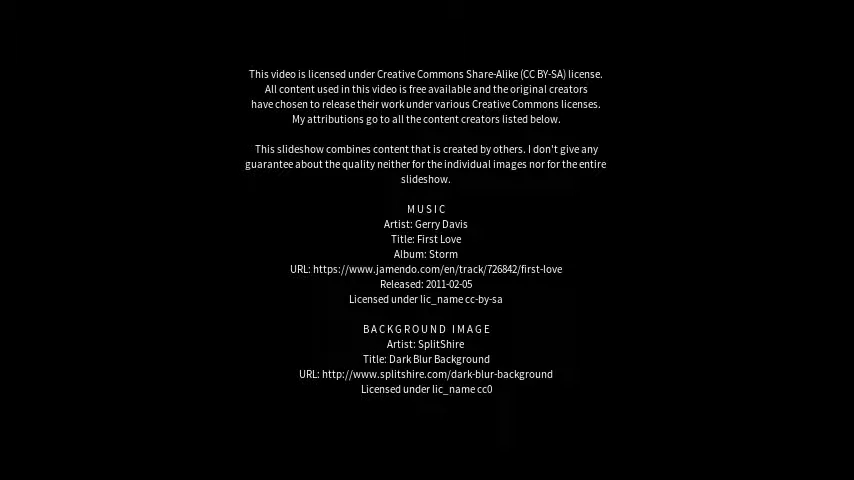 This video is licensed under Creative Commons Share-Alike (CC BY-SA) license.
All content used in this video is free available and the original creators
have chosen to release their work under various Creative Commons licenses.
My attributions go to all the content creators listed below.
This slideshow combines content that is created by others. I don't give any
guarantee about the quality neither for the individual images nor for the entire
slideshow.
MUSIC
Artist: Gerry Davis
Title: First Love
Album: Storm
URL: https://www.jamendo.com/en/track/726842/first-love
Released: 2011-02-05
Licensed under lic_name cc-by-sa
BACKGROUND IMAGE
Artist: SplitShire
Title: Dark Blur Background
URL: http://www.splitshire.com/dark-blur-background
Licensed under lic_name cc0